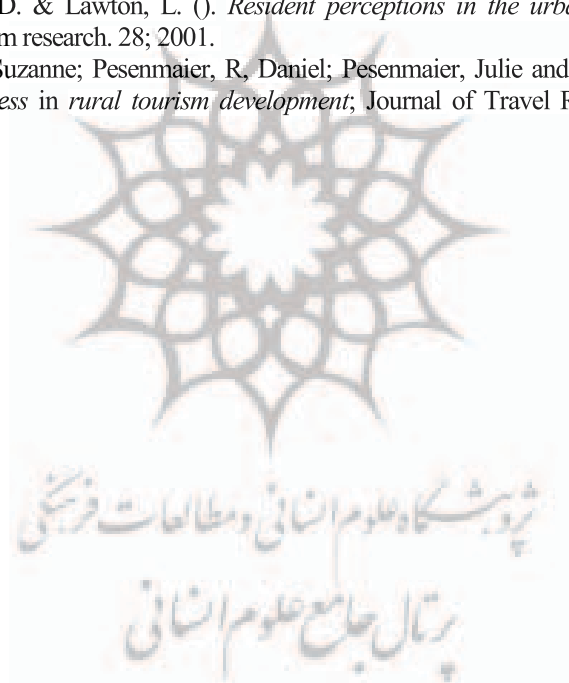 D. & Lawton, L. (). Resident perceptions in the urba
m research. 28; 2001.
Suzanne; Pesenmaier, R, Daniel; Pesenmaier, Julie and
ess in rural tourism development; Journal of Travel R
پژوهشگاه علوم انسانی و مطالعات فرهنگی
پرتال جامع علوم انسانی